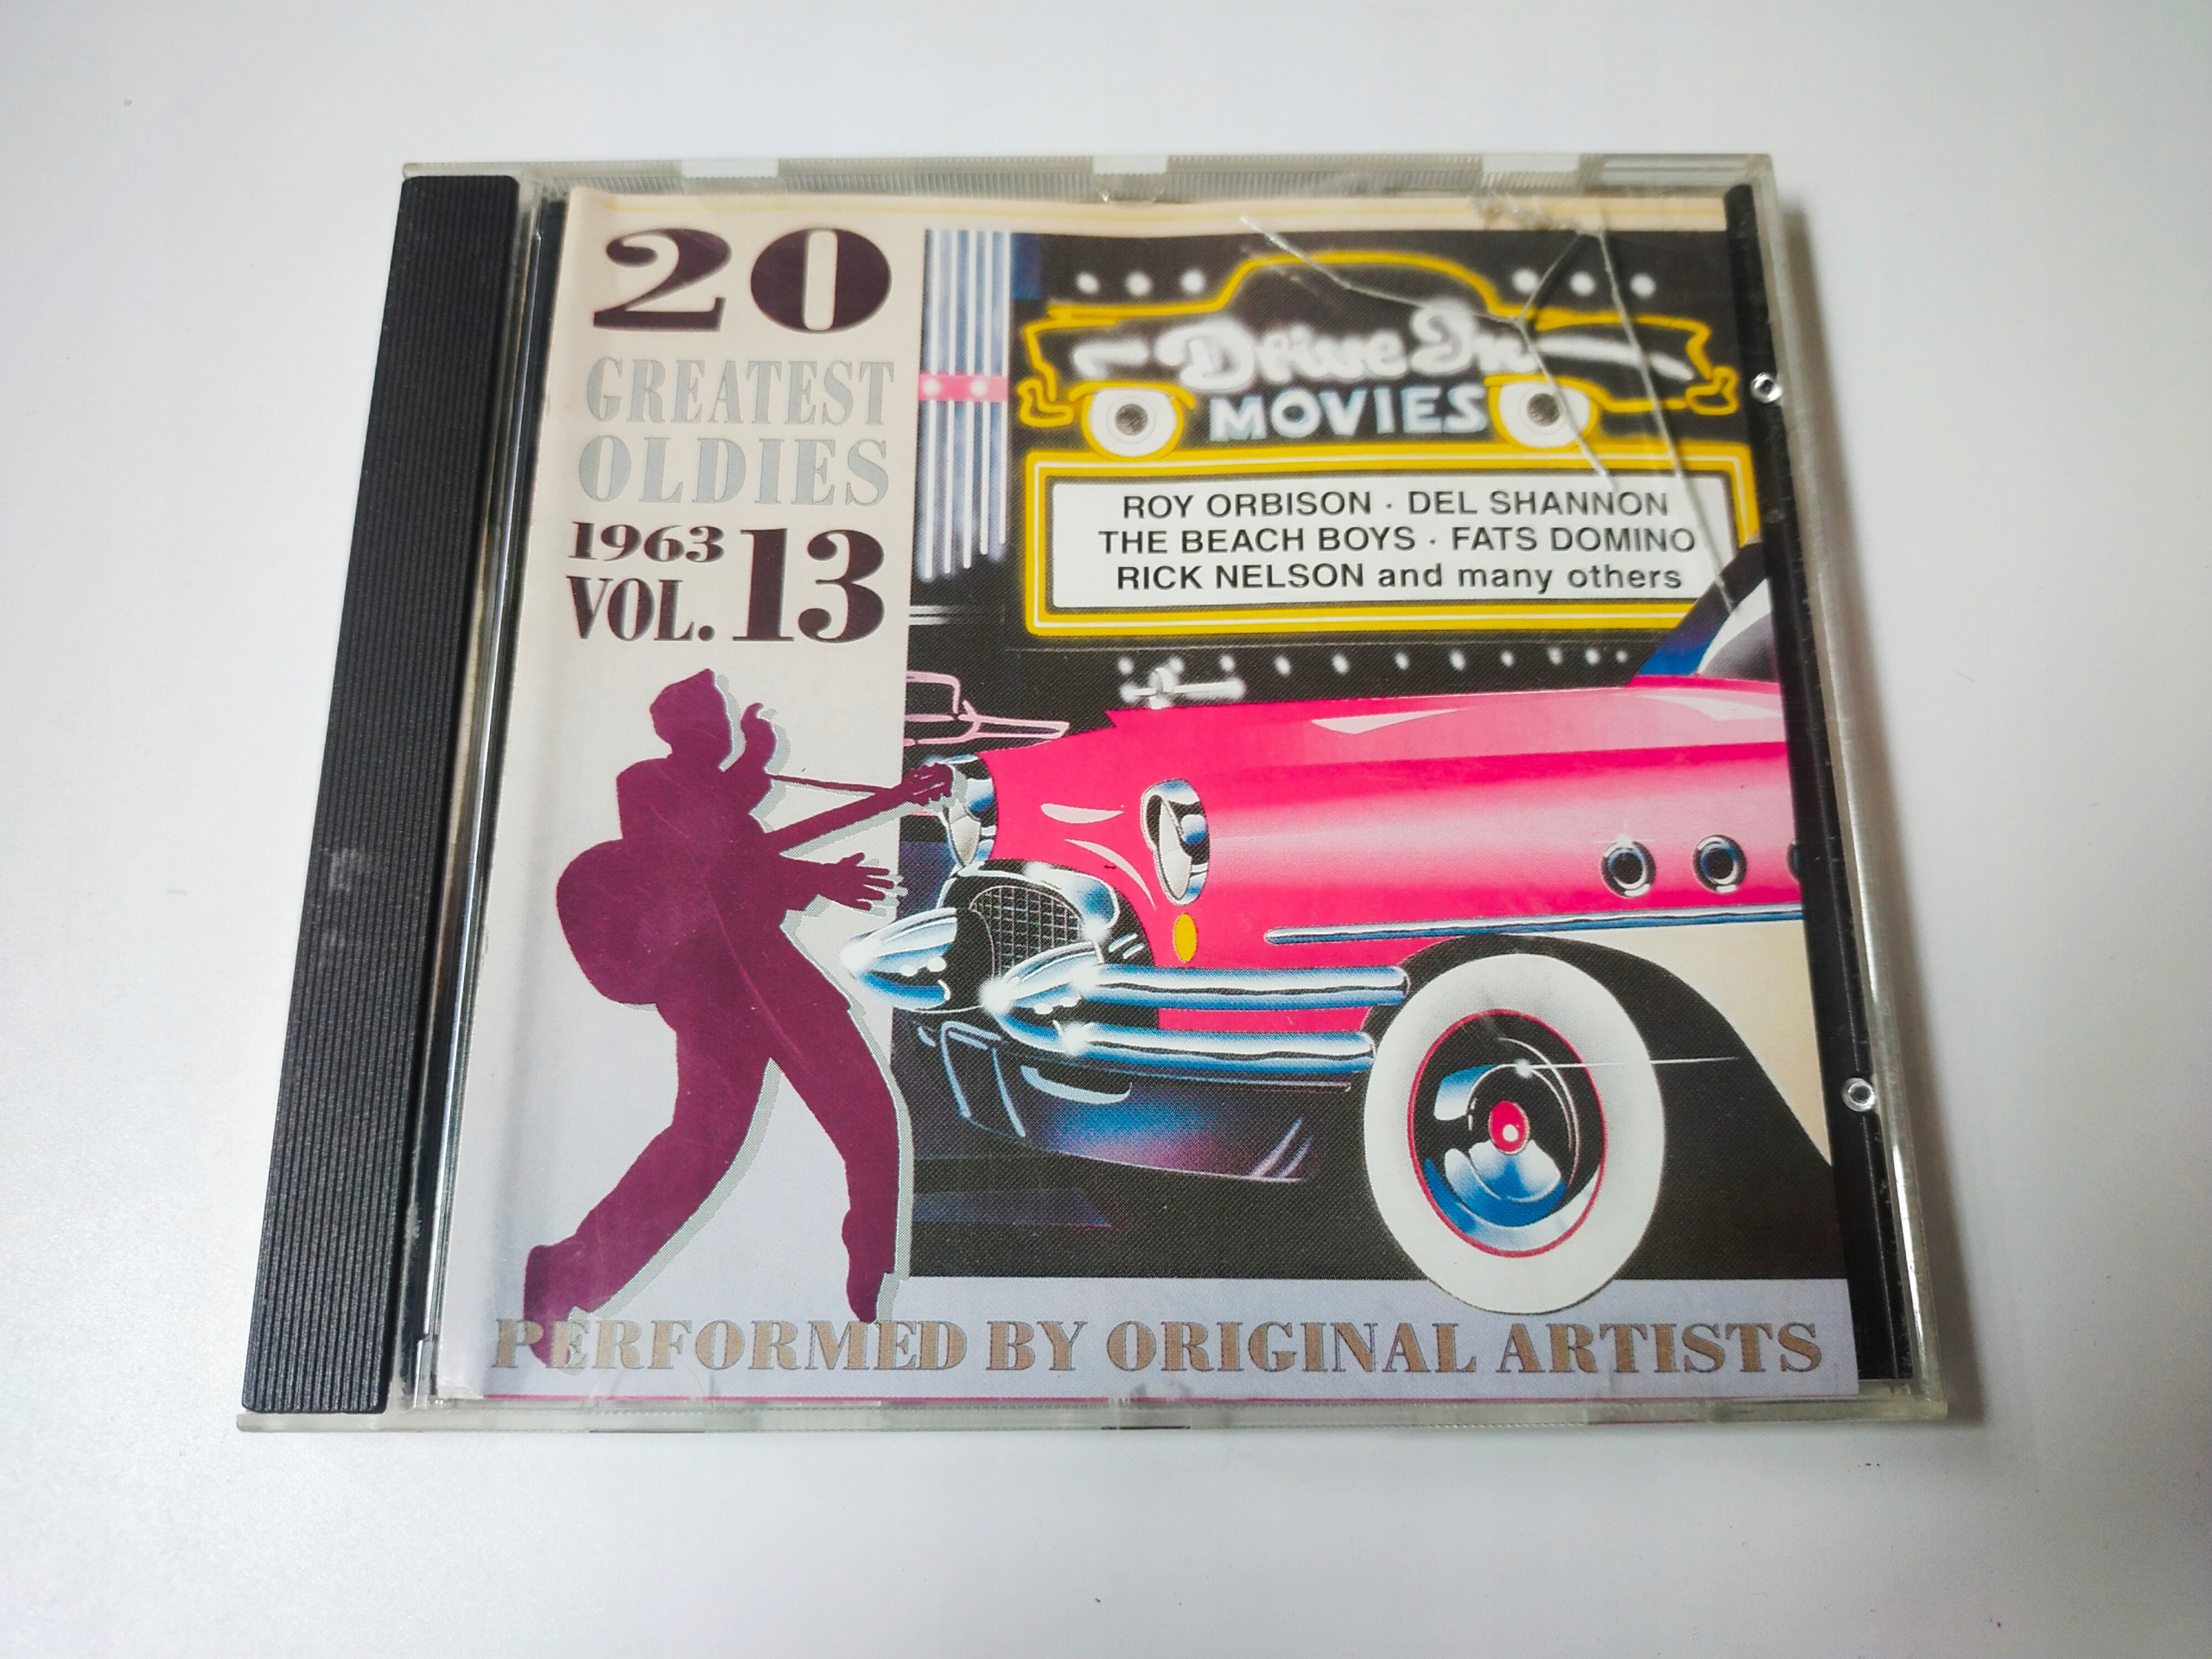 20
GREATEST
OLDIES
1963
VOL. 13
Drive In
MOVIES
ROY ORBISON · DEL SHANNON
THE BEACH BOYS · FATS DOMINO
RICK NELSON and many others
PERFORMED BY ORIGINAL ARTISTS